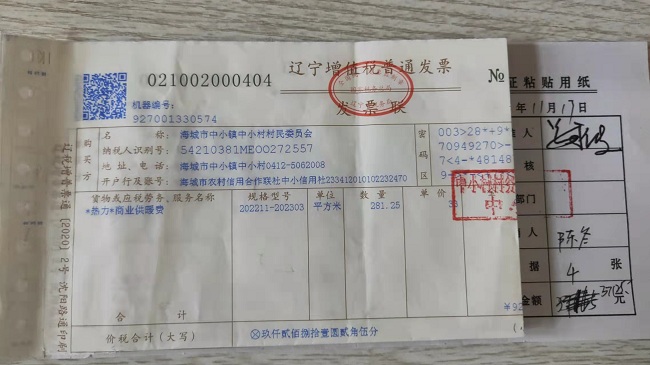 021002000404 辽宁增值税普通发票 №
发票联
机器编号:
927001330574
购买方
名称: 海城市中小镇中小村村民委员会
纳税人识别号: 54210381ME00272557
地址、电话: 海城市中小镇中小村0412-5062008
开户行及账号: 海城市农村信用合作联社中小信用社233412010102232470
密码区
003>28*+9*
70949270>-
7<4-*48148
货物或应税劳务、服务名称 规格型号 单位 数量 单价
*热力*商业供暖费 202211-202303 平方米 281.25
合计
价税合计(大写) ⊗玖仟贰佰捌拾壹圆贰角伍分
证粘贴用纸
年11月17日
人
核
部门
人
据 4 张
金额 元